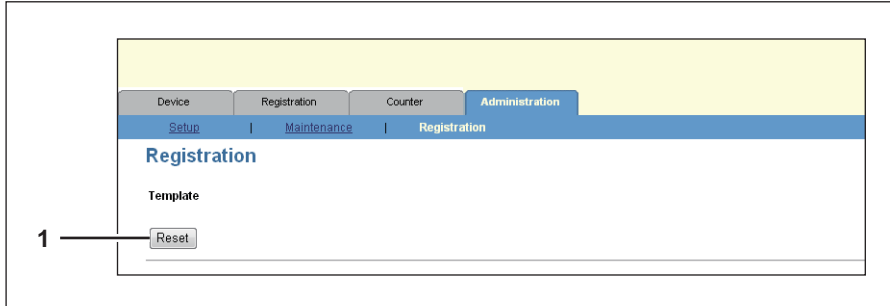 Device Registration Counter Administration
Setup | Maintenance | Registration
Registration
Template
1 Reset